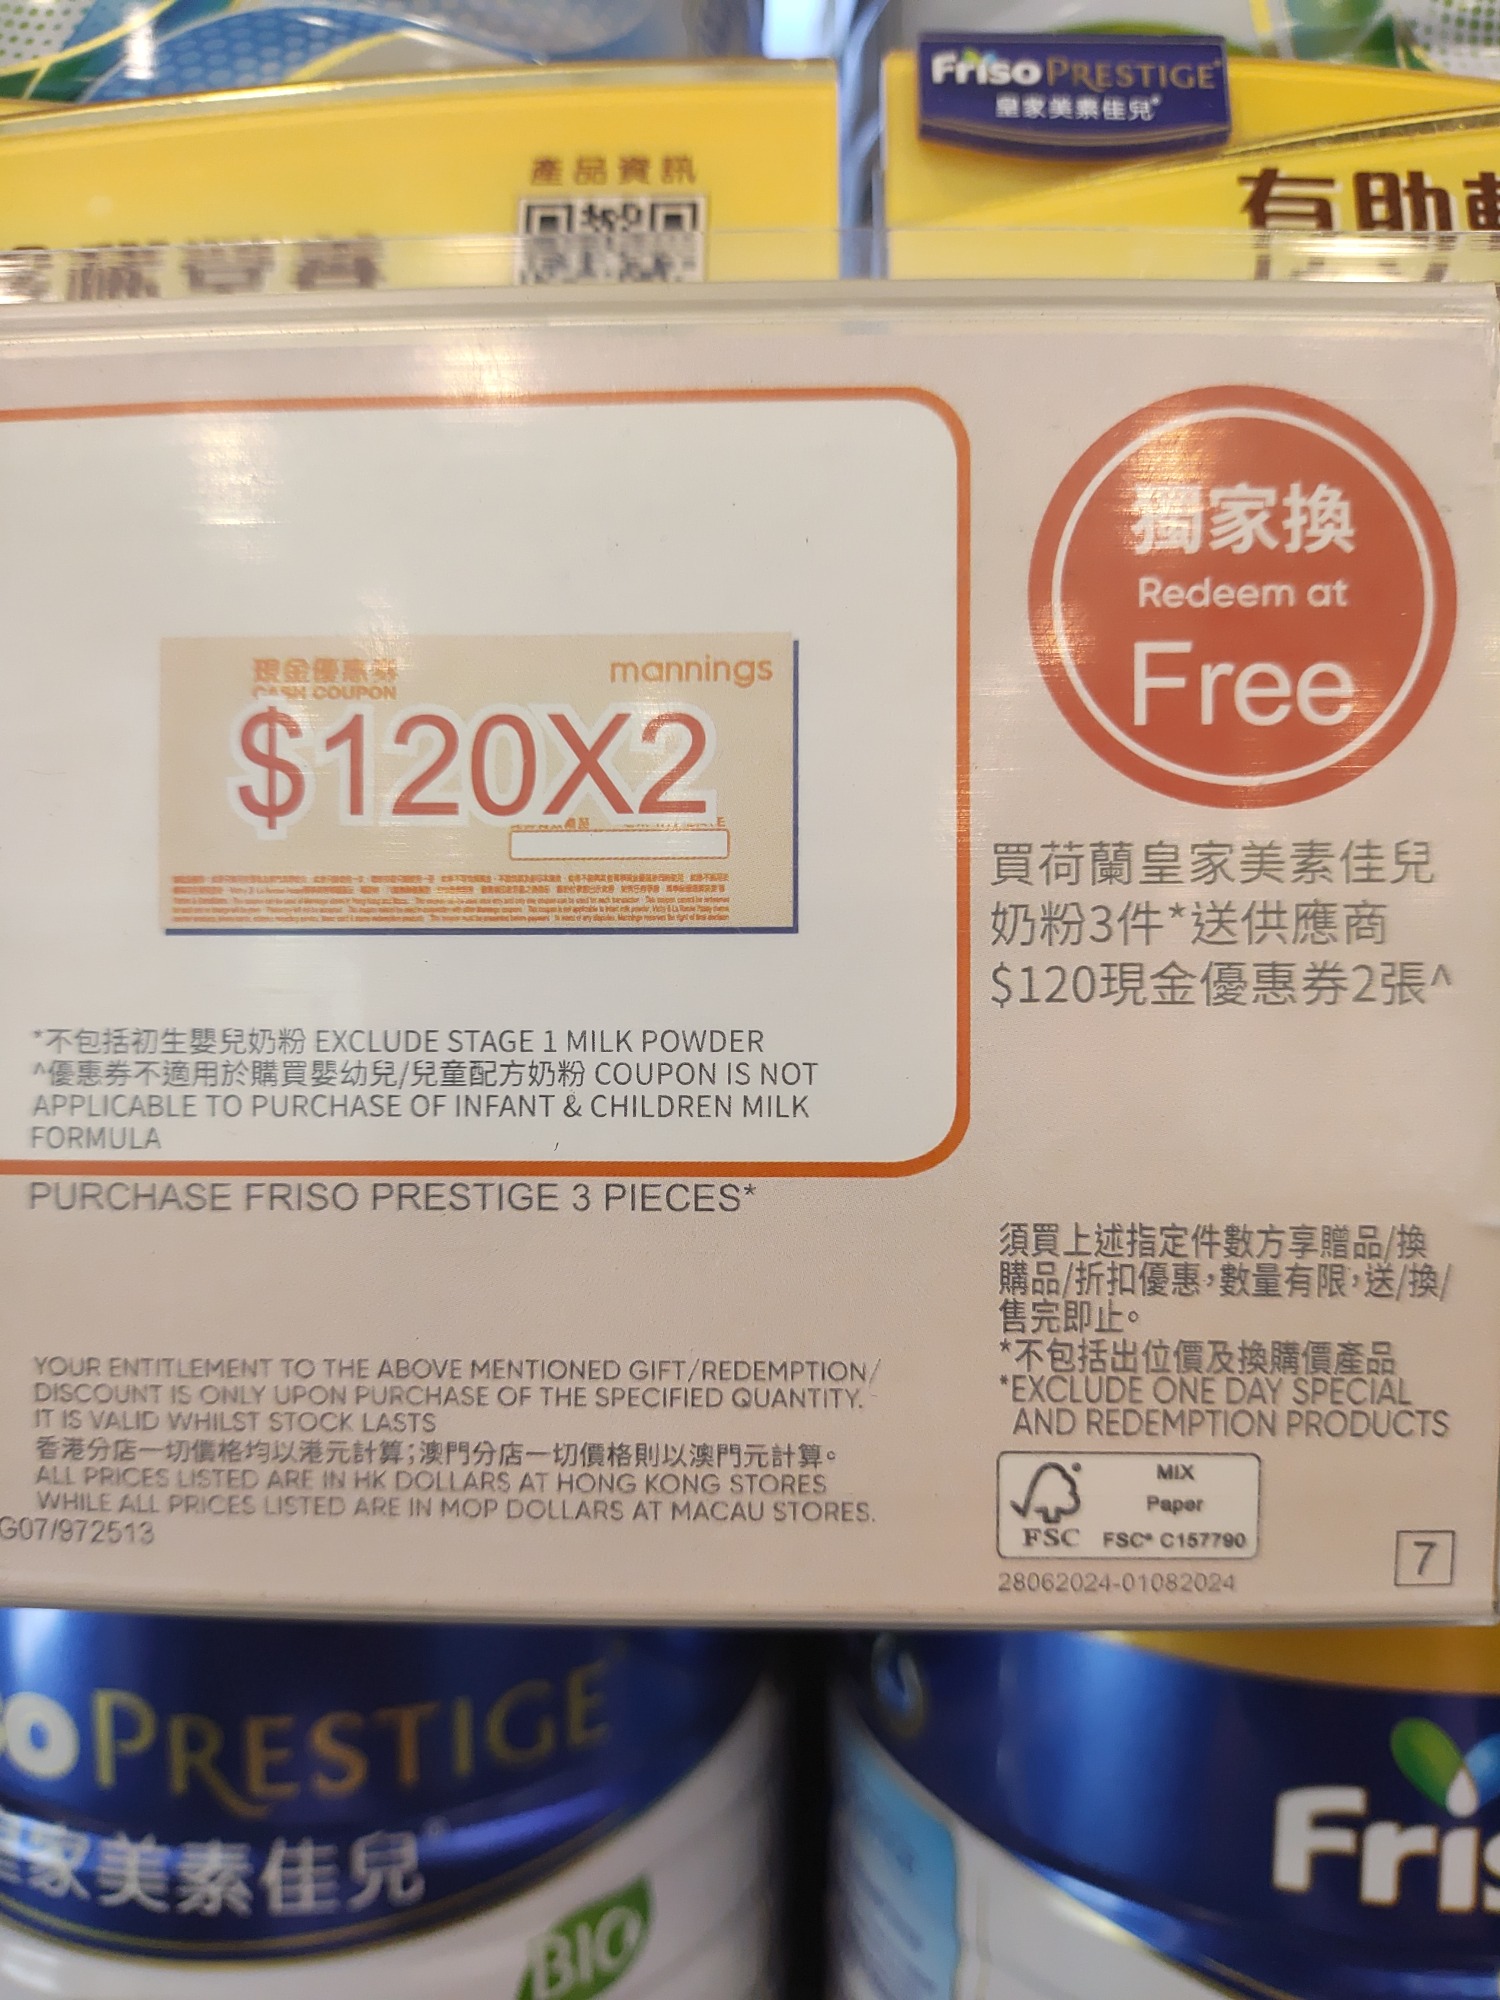 Friso PRESTIGE
皇家美素佳兒
產品資訊
有助
獨家換
Redeem at
Free
現金優惠券
mannings
CASH COUPON
$120X2
買荷蘭皇家美素佳兒
奶粉3件*送供應商
$120現金優惠券2張^
*不包括初生嬰兒奶粉 EXCLUDE STAGE 1 MILK POWDER
^優惠券不適用於購買嬰幼兒/兒童配方奶粉 COUPON IS NOT
APPLICABLE TO PURCHASE OF INFANT & CHILDREN MILK
FORMULA
PURCHASE FRISO PRESTIGE 3 PIECES*
須買上述指定件數方享贈品/換
購品/折扣優惠，數量有限，送/換/
售完即止。
*不包括出位價及換購價產品
*EXCLUDE ONE DAY SPECIAL
AND REDEMPTION PRODUCTS
YOUR ENTITLEMENT TO THE ABOVE MENTIONED GIFT/REDEMPTION/
DISCOUNT IS ONLY UPON PURCHASE OF THE SPECIFIED QUANTITY.
IT IS VALID WHILST STOCK LASTS
香港分店一切價格均以港元計算；澳門分店一切價格則以澳門元計算。
ALL PRICES LISTED ARE IN HK DOLLARS AT HONG KONG STORES
WHILE ALL PRICES LISTED ARE IN MOP DOLLARS AT MACAU STORES.
G07/972513
MIX
Paper
FSC FSC® C157790
28062024-01082024
7
so PRESTIGE
皇家美素佳兒
BIO
Fris